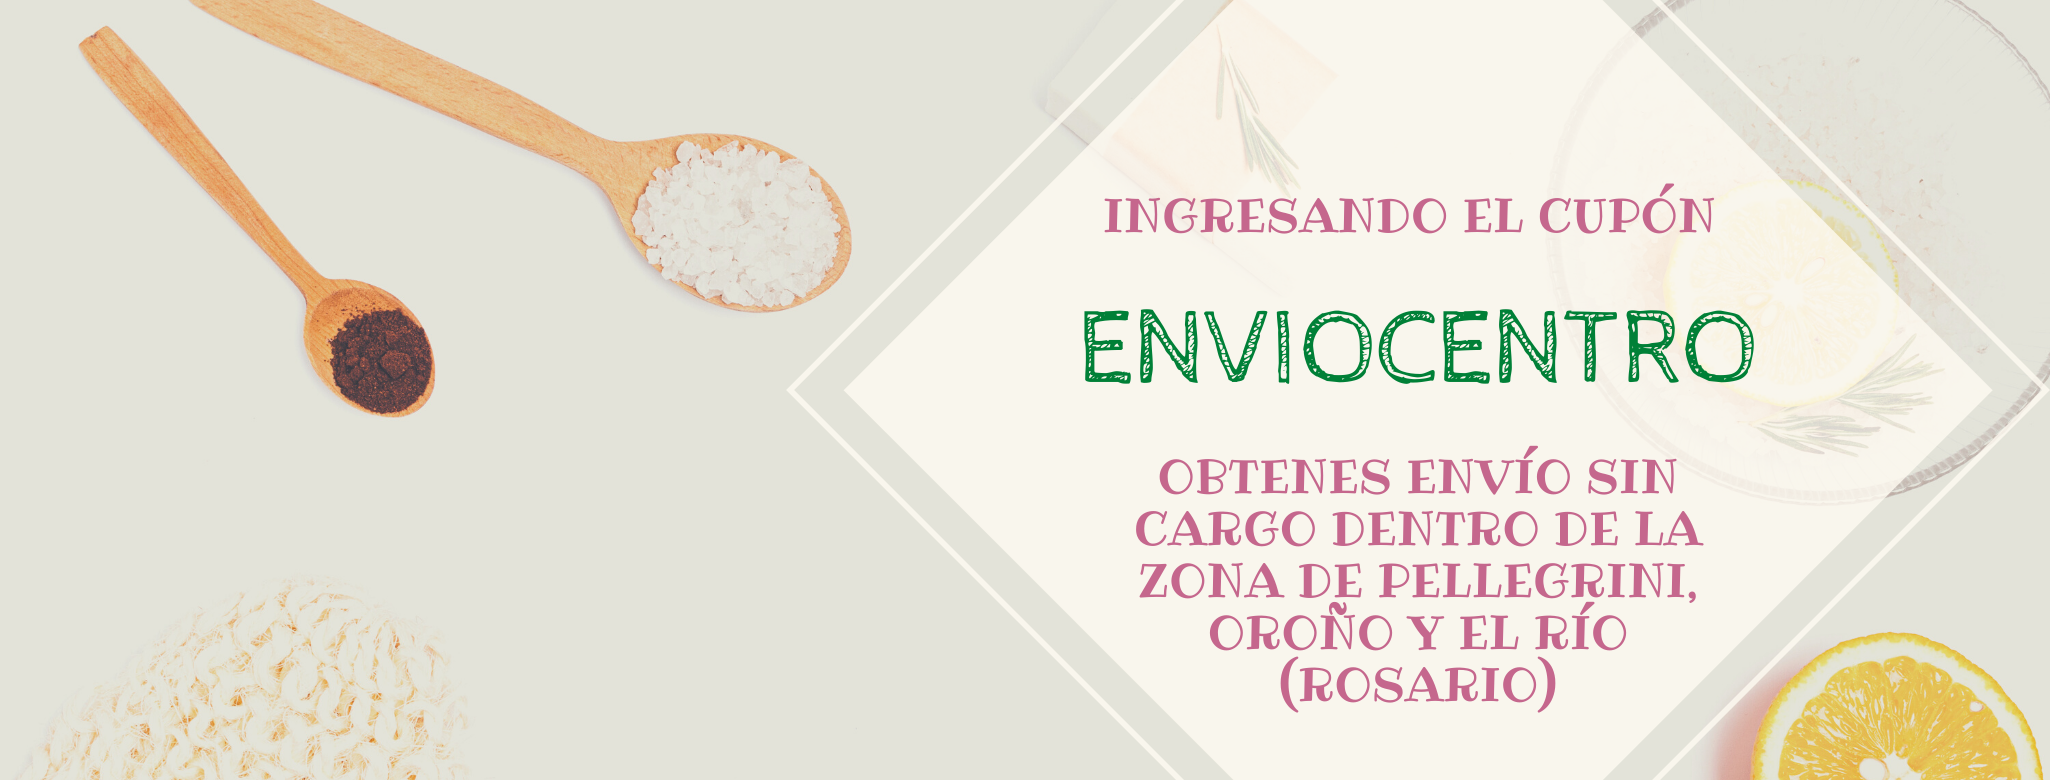 INGRESANDO EL CUPÓN
ENVIOCENTRO
OBTENES ENVÍO SIN
CARGO DENTRO DE LA
ZONA DE PELLEGRINI,
OROÑO Y EL RÍO
(ROSARIO)